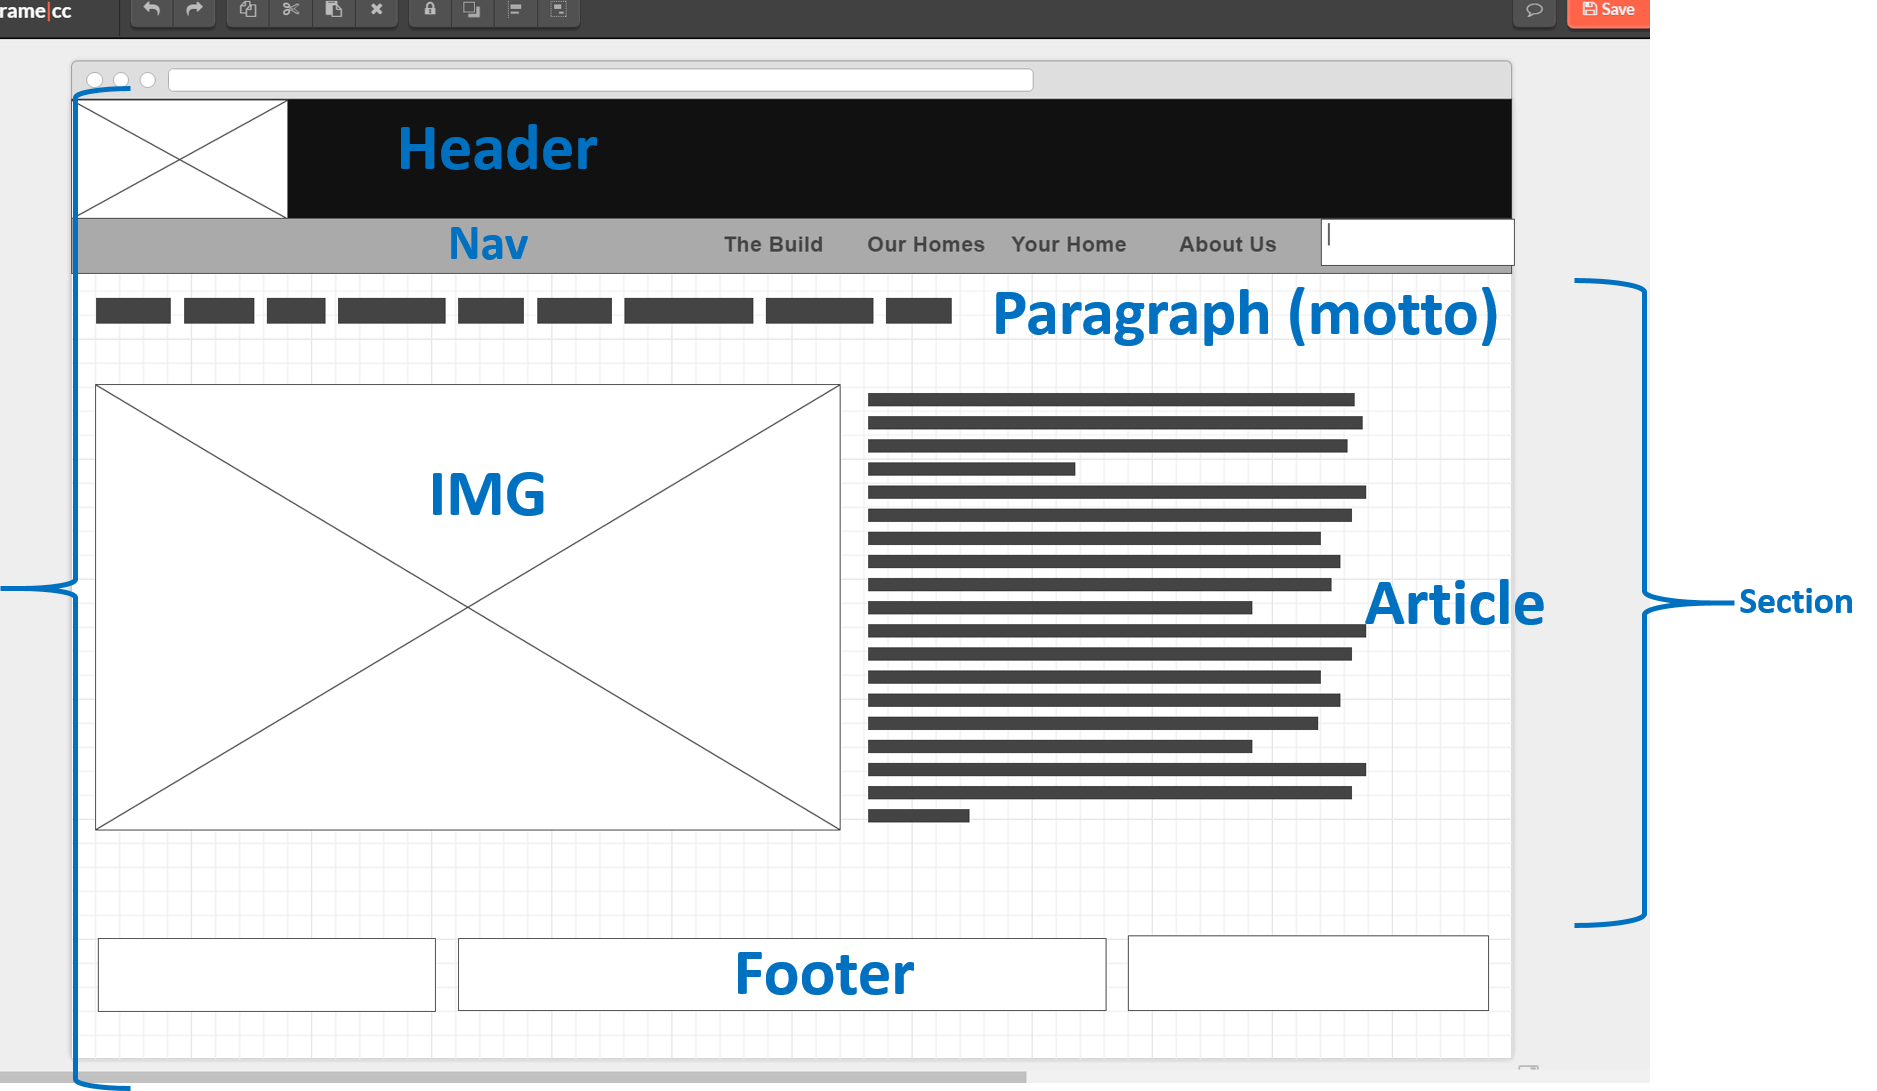 rame|cc
Save
Header
Nav
The Build
Our Homes
Your Home
About Us
Paragraph (motto)
IMG
Article
Section
Footer